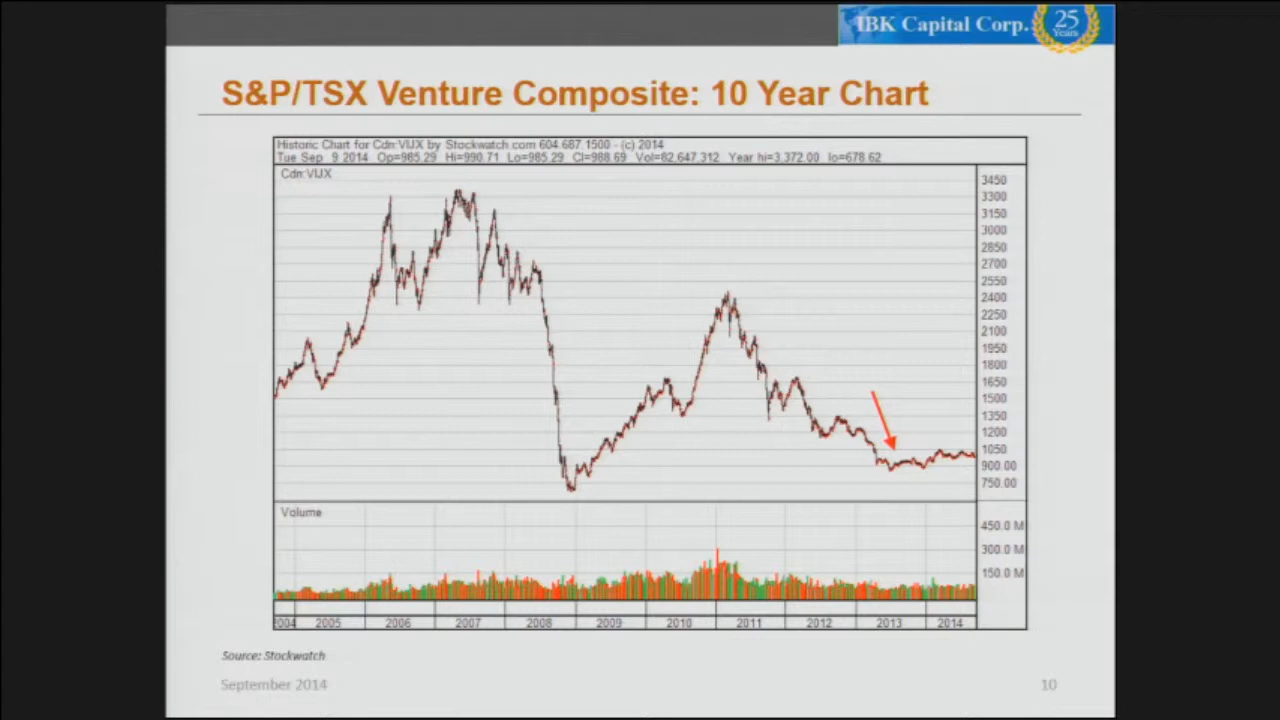 IBK Capital Corp.
25
Years
S&P/TSX Venture Composite: 10 Year Chart
Historic Chart for Cdn:VIJX by Stockwatch.com 604.687.1500 - (c) 2014
Tue Sep 9 2014 Op=985.29 Hi=990.71 Lo=985.29 Cl=988.69 Vol=82,647,312 Year hi=3,372.00 lo=678.62
Cdn:VIJX
3450
3300
3150
3000
2850
2700
2550
2400
2250
2100
1950
1800
1650
1500
1350
1200
1050
900.00
750.00
Volume
450.0 M
300.0 M
150.0 M
2004 2005 2006 2007 2008 2009 2010 2011 2012 2013 2014
Source: Stockwatch
September 2014
10